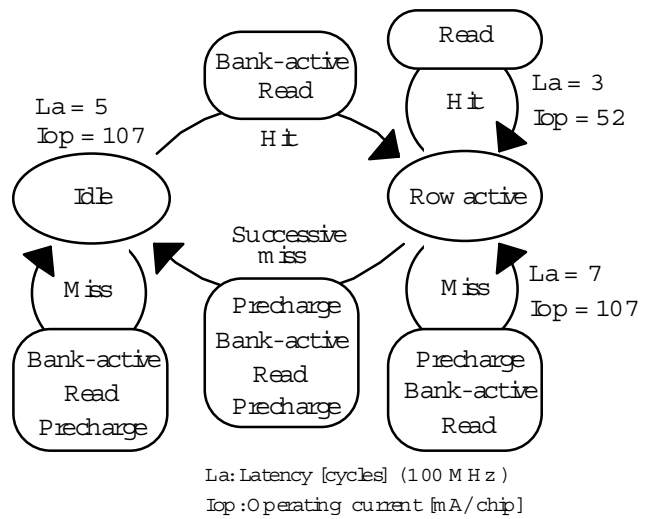 Bank-active
Read
Hit
La = 5
Iop = 107
Read
Hit
La = 3
Iop = 52
Idle
Row active
Successive
miss
Miss
Bank-active
Read
Precharge
Precharge
Bank-active
Read
Precharge
Miss
La = 7
Iop = 107
Precharge
Bank-active
Read
La: Latency [cycles] (100 MHz)
Iop: Operating current [mA/chip]